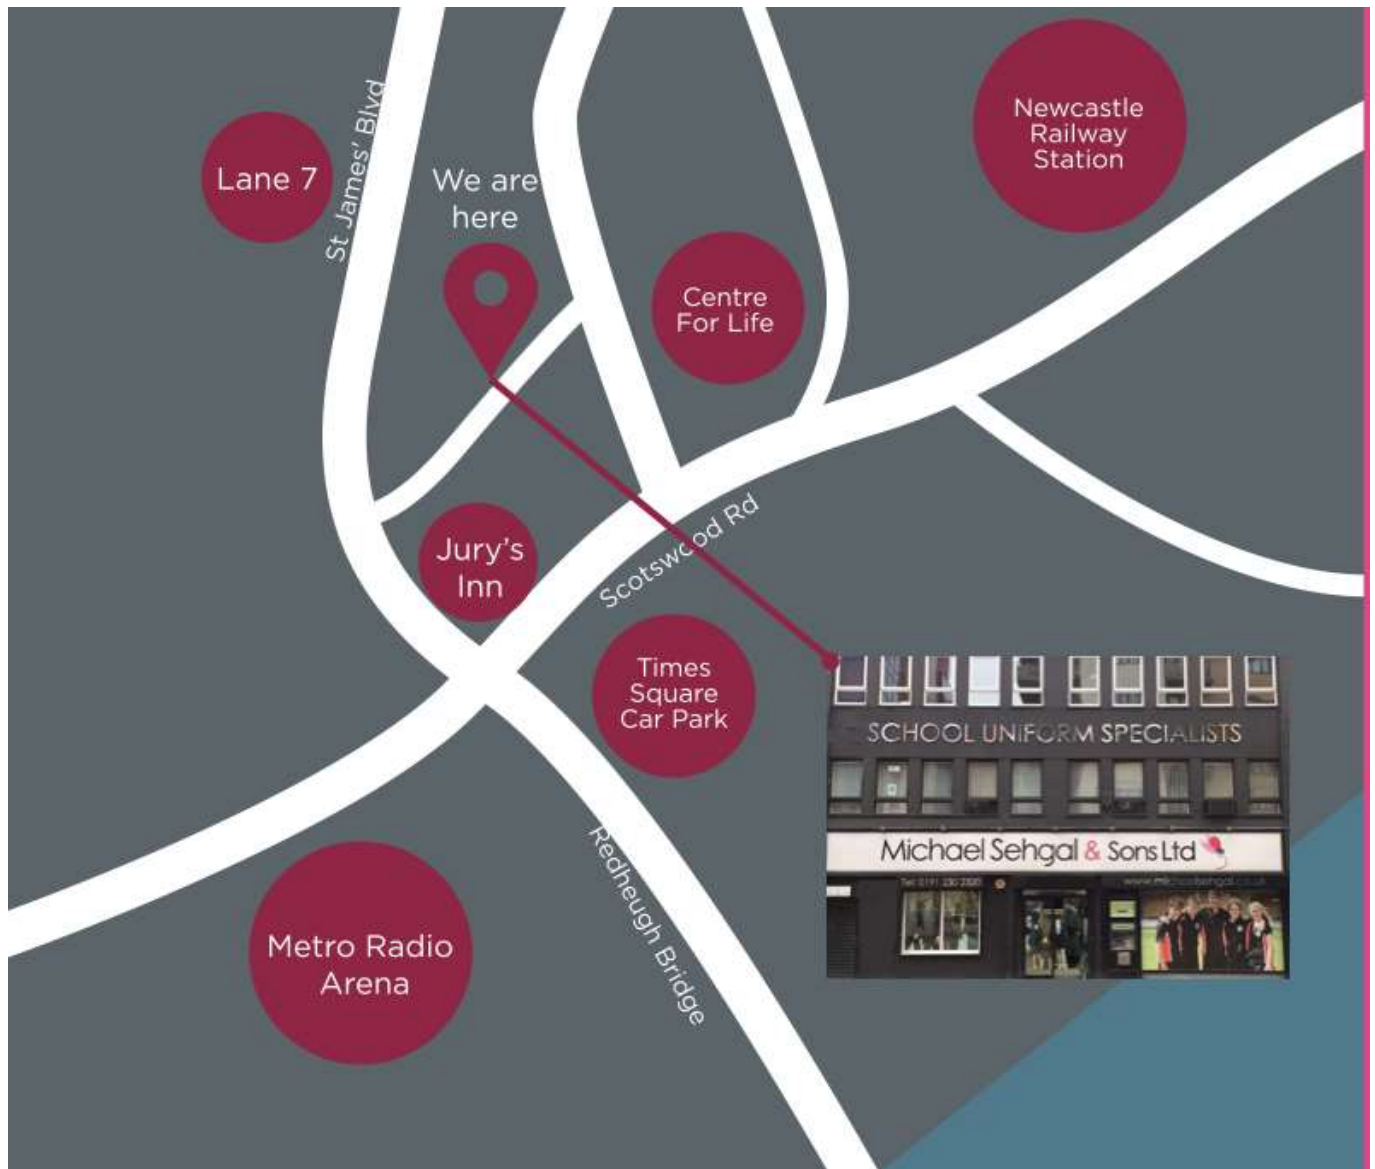 Newcastle
Railway
Station
Lane 7
St James' Blvd
We are
here
Centre
For Life
Jury's
Inn
Scotswood Rd
Times
Square
Car Park
SCHOOL UNIFORM SPECIALISTS
Michael Sehgal & Sons Ltd
Redheugh Bridge
Metro Radio
Arena